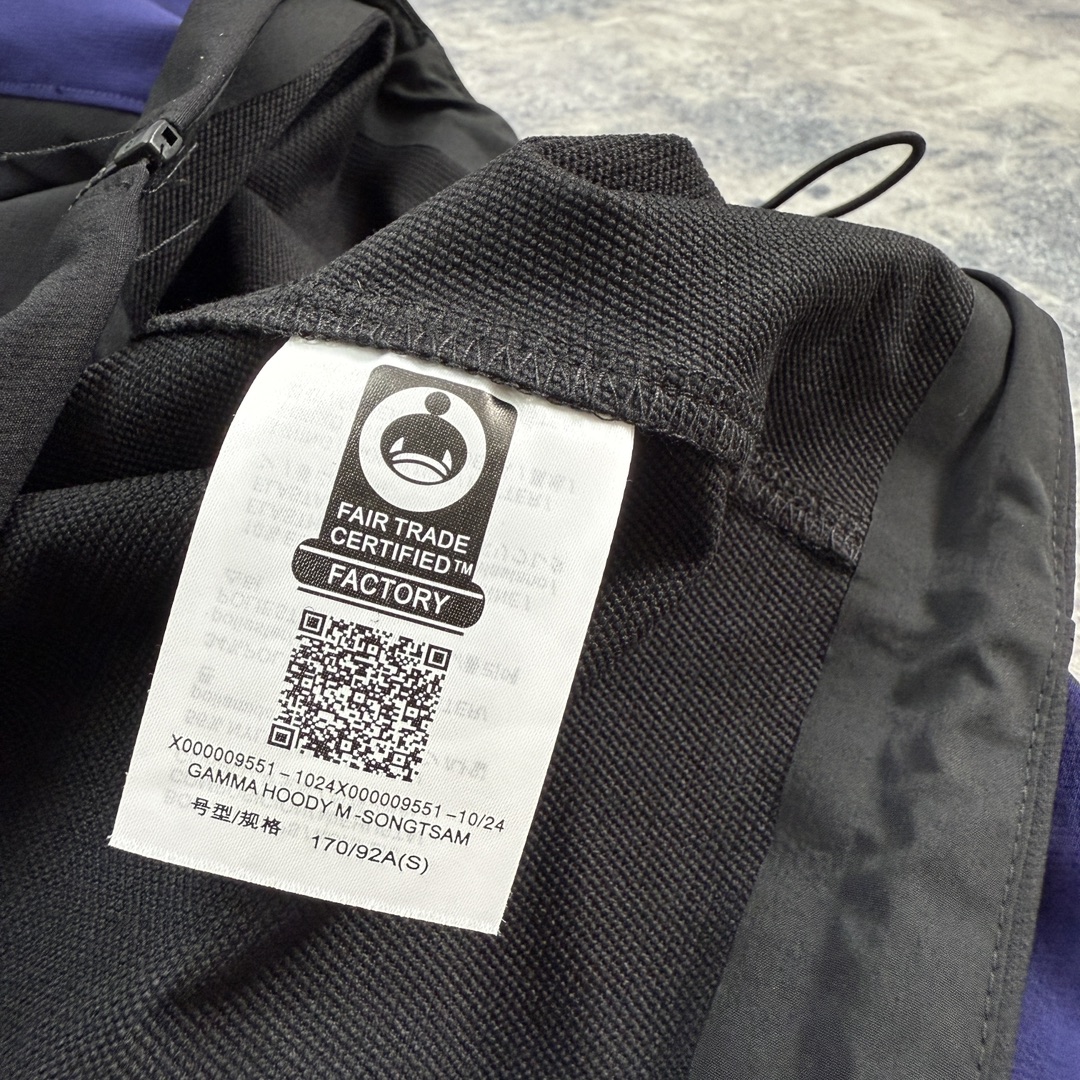 FAIR TRADE
CERTIFIED™
FACTORY
X000009551-1024X000009551-10/24
GAMMA HOODY M-SONGTSAM
号型/规格 170/92A(S)